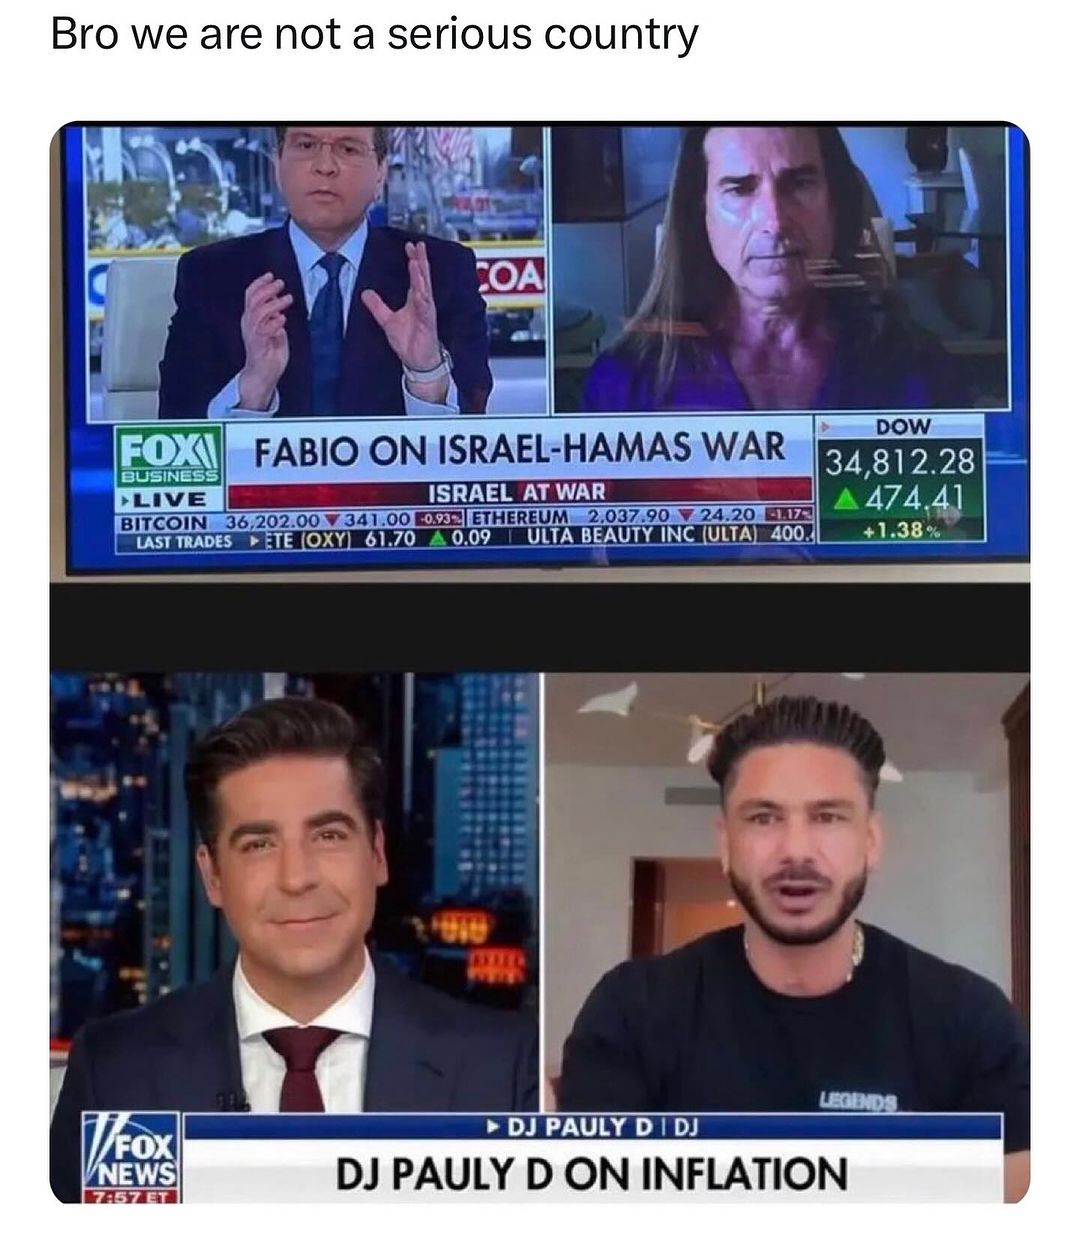 Bro we are not a serious country
COA
FOX
BUSINESS
LIVE
FABIO ON ISRAEL-HAMAS WAR
ISRAEL AT WAR
DOW
34,812.28
▲ 474.41
+1.38%
BITCOIN 36,202.00 ▼ 341.00 -0.93% ETHEREUM 2,037.90 ▼ 24.20 -1.17%
LAST TRADES ▸ ETE (OXY) 61.70 ▲ 0.09 ULTA BEAUTY INC (ULTA) 400.
LEGENDS
FOX
NEWS
7:57 ET
▸ DJ PAULY D | DJ
DJ PAULY D ON INFLATION